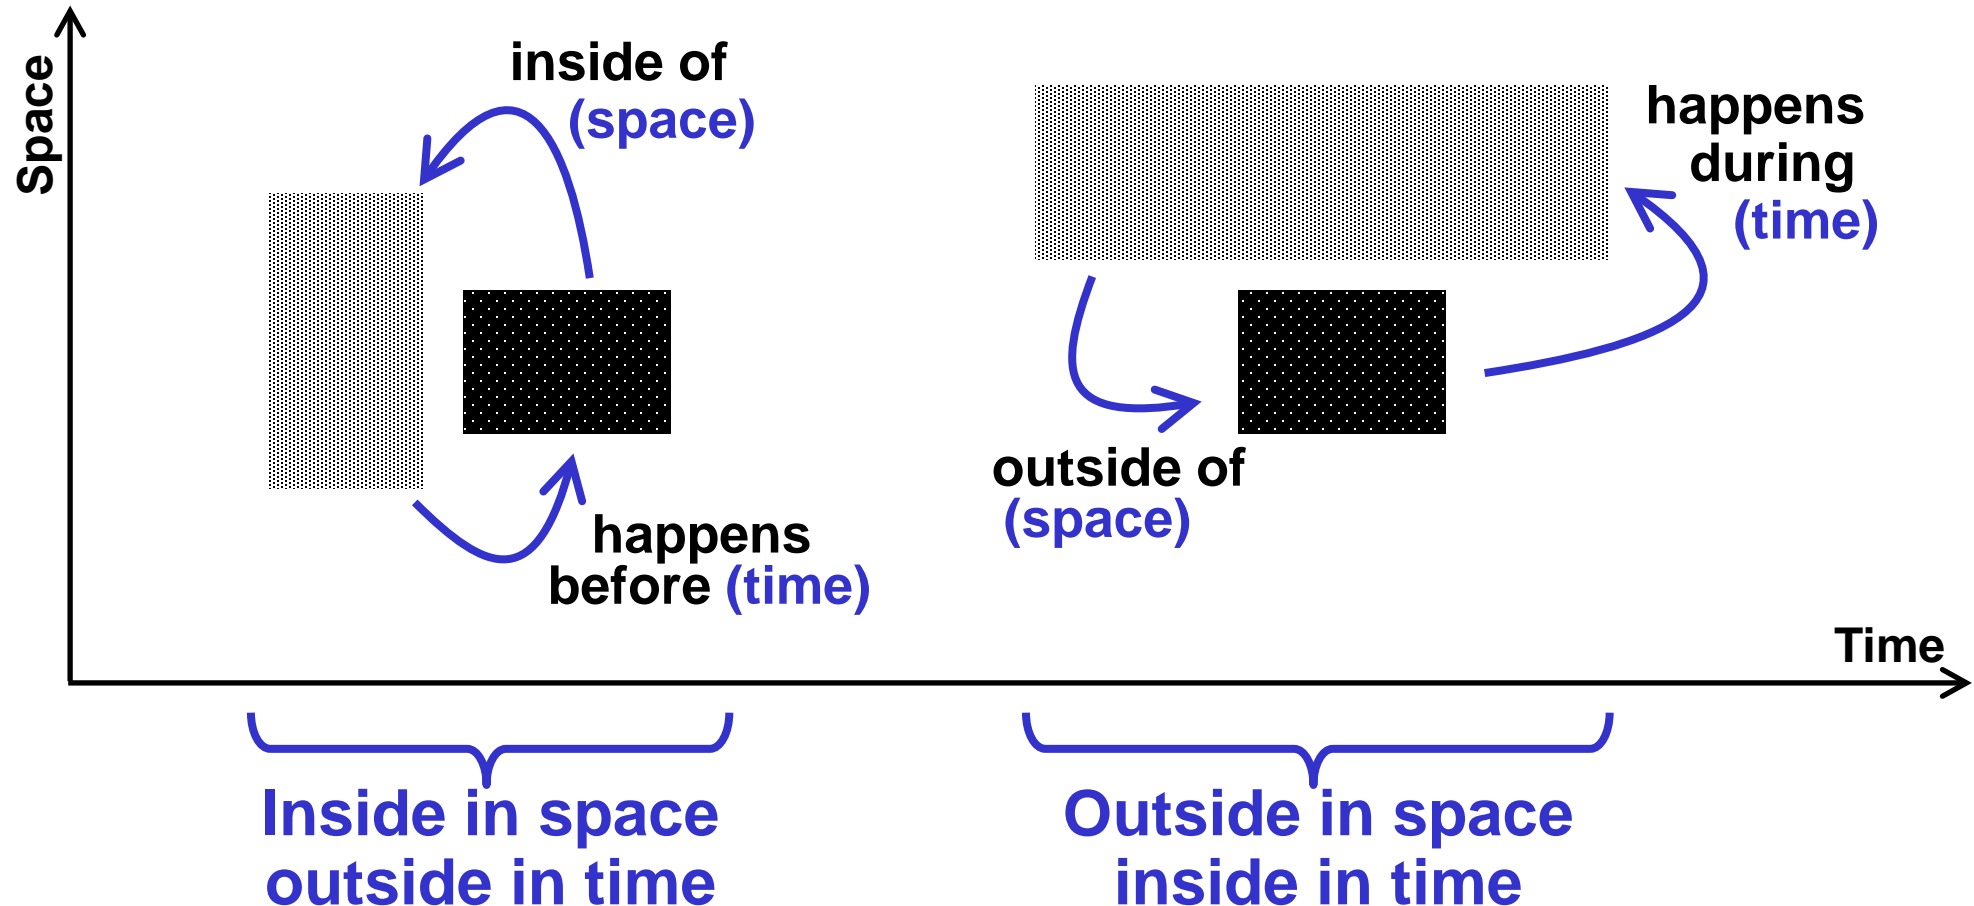 Space
inside of
(space)
happens
before (time)
happens
during
(time)
outside of
(space)
Time
Inside in space
outside in time
Outside in space
inside in time